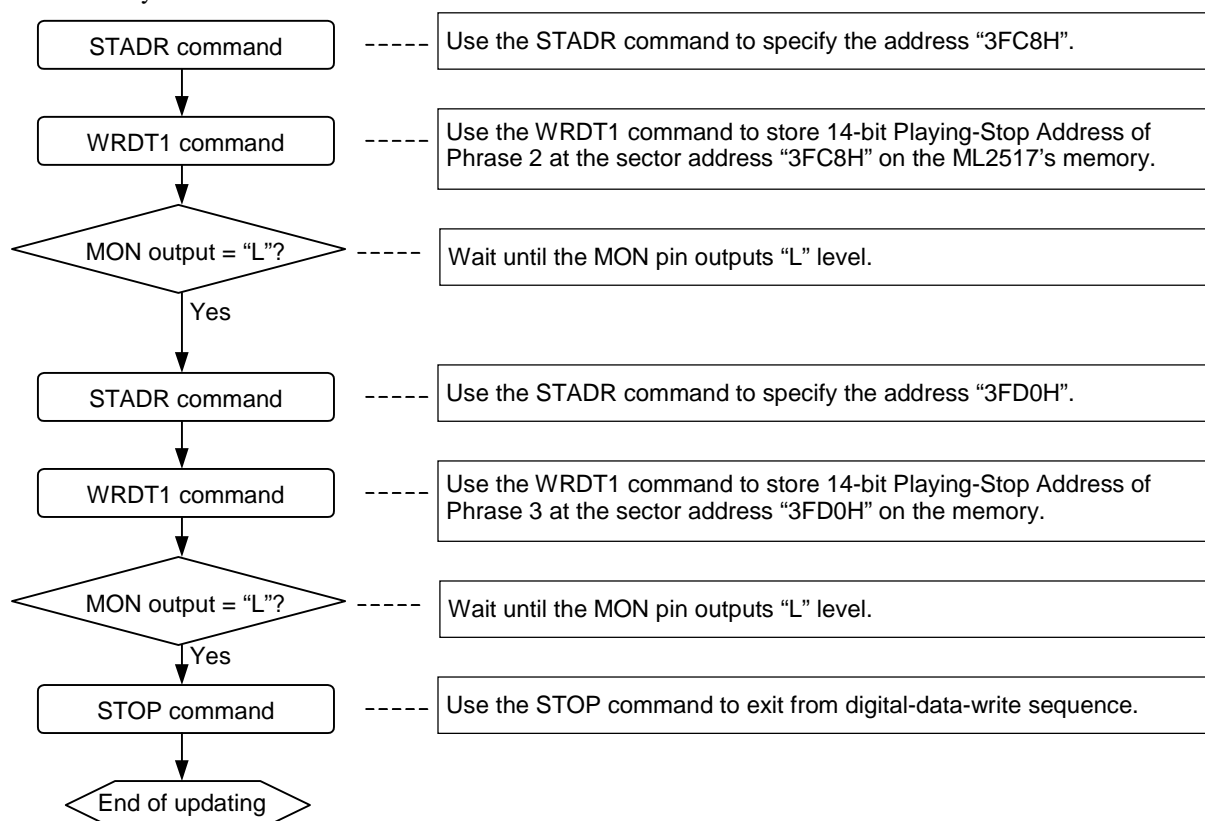 STADR command
Use the STADR command to specify the address “3FC8H”.
WRDT1 command
Use the WRDT1 command to store 14-bit Playing-Stop Address of
Phrase 2 at the sector address “3FC8H” on the ML2517’s memory.
MON output = “L”?
Wait until the MON pin outputs “L” level.
Yes
STADR command
Use the STADR command to specify the address “3FD0H”.
WRDT1 command
Use the WRDT1 command to store 14-bit Playing-Stop Address of
Phrase 3 at the sector address “3FD0H” on the memory.
MON output = “L”?
Wait until the MON pin outputs “L” level.
Yes
STOP command
Use the STOP command to exit from digital-data-write sequence.
End of updating